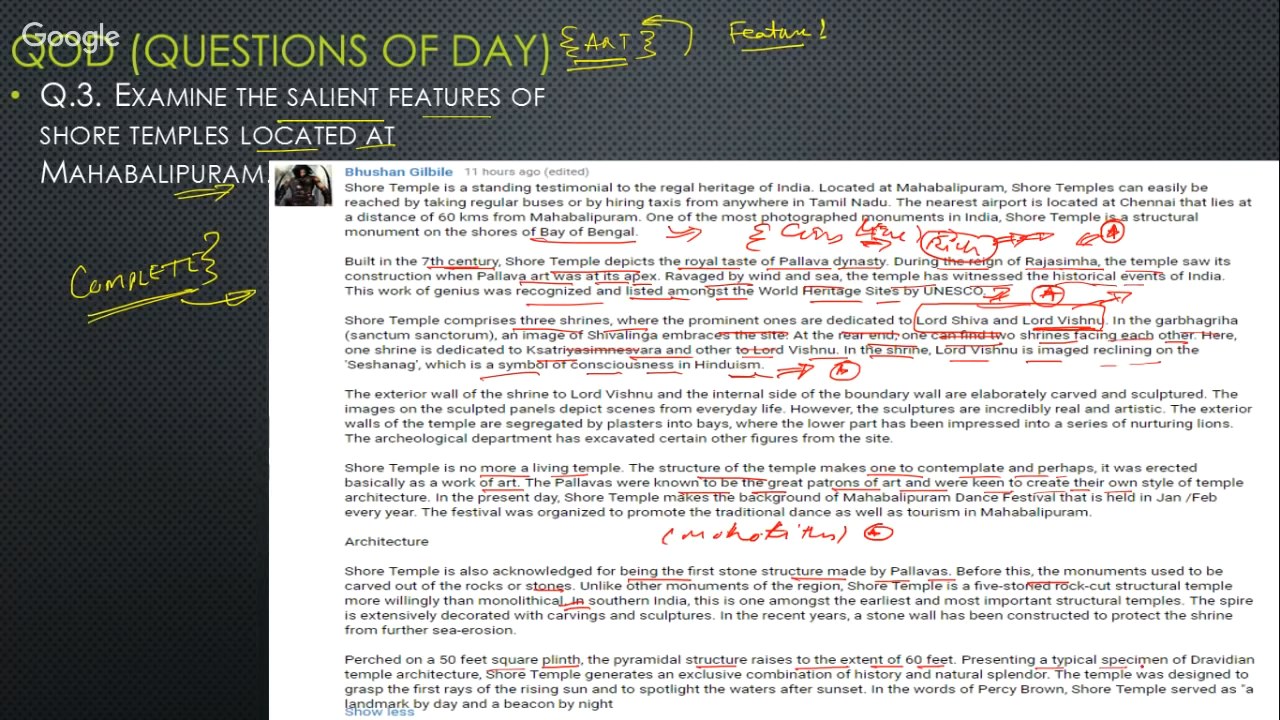 Google
QOD (QUESTIONS OF DAY) {ART} Feature!
• Q.3. EXAMINE THE SALIENT FEATURES OF
SHORE TEMPLES LOCATED AT
MAHABALIPURAM.
COMPLETE}
Bhushan Gilbile 11 hours ago (edited)
Shore Temple is a standing testimonial to the regal heritage of India. Located at Mahabalipuram, Shore Temples can easily be
reached by taking regular buses or by hiring taxis from anywhere in Tamil Nadu. The nearest airport is located at Chennai that lies at
a distance of 60 kms from Mahabalipuram. One of the most photographed monuments in India, Shore Temple is a structural
monument on the shores of Bay of Bengal.
Rich
Built in the 7th century, Shore Temple depicts the royal taste of Pallava dynasty. During the reign of Rajasimha, the temple saw its
construction when Pallava art was at its apex. Ravaged by wind and sea, the temple has witnessed the historical events of India.
This work of genius was recognized and listed amongst the World Heritage Sites by UNESCO.
Shore Temple comprises three shrines, where the prominent ones are dedicated to Lord Shiva and Lord Vishnu. In the garbhagriha
(sanctum sanctorum), an image of Shivalinga embraces the site. At the rear end, one can find two shrines facing each other. Here,
one shrine is dedicated to Ksatriyasimnesvara and other to Lord Vishnu. In the shrine, Lord Vishnu is imaged reclining on the
'Seshanag', which is a symbol of consciousness in Hinduism.
The exterior wall of the shrine to Lord Vishnu and the internal side of the boundary wall are elaborately carved and sculptured. The
images on the sculpted panels depict scenes from everyday life. However, the sculptures are incredibly real and artistic. The exterior
walls of the temple are segregated by plasters into bays, where the lower part has been impressed into a series of nurturing lions.
The archeological department has excavated certain other figures from the site.
Shore Temple is no more a living temple. The structure of the temple makes one to contemplate and perhaps, it was erected
basically as a work of art. The Pallavas were known to be the great patrons of art and were keen to create their own style of temple
architecture. In the present day, Shore Temple makes the background of Mahabalipuram Dance Festival that is held in Jan /Feb
every year. The festival was organized to promote the traditional dance as well as tourism in Mahabalipuram.
Architecture
Shore Temple is also acknowledged for being the first stone structure made by Pallavas. Before this, the monuments used to be
carved out of the rocks or stones. Unlike other monuments of the region, Shore Temple is a five-stoned rock-cut structural temple
more willingly than monolithical. In southern India, this is one amongst the earliest and most important structural temples. The spire
is extensively decorated with carvings and sculptures. In the recent years, a stone wall has been constructed to protect the shrine
from further sea-erosion.
Perched on a 50 feet square plinth, the pyramidal structure raises to the extent of 60 feet. Presenting a typical specimen of Dravidian
temple architecture, Shore Temple generates an exclusive combination of history and natural splendor. The temple was designed to
grasp the first rays of the rising sun and to spotlight the waters after sunset. In the words of Percy Brown, Shore Temple served as "a
landmark by day and a beacon by night
Show less